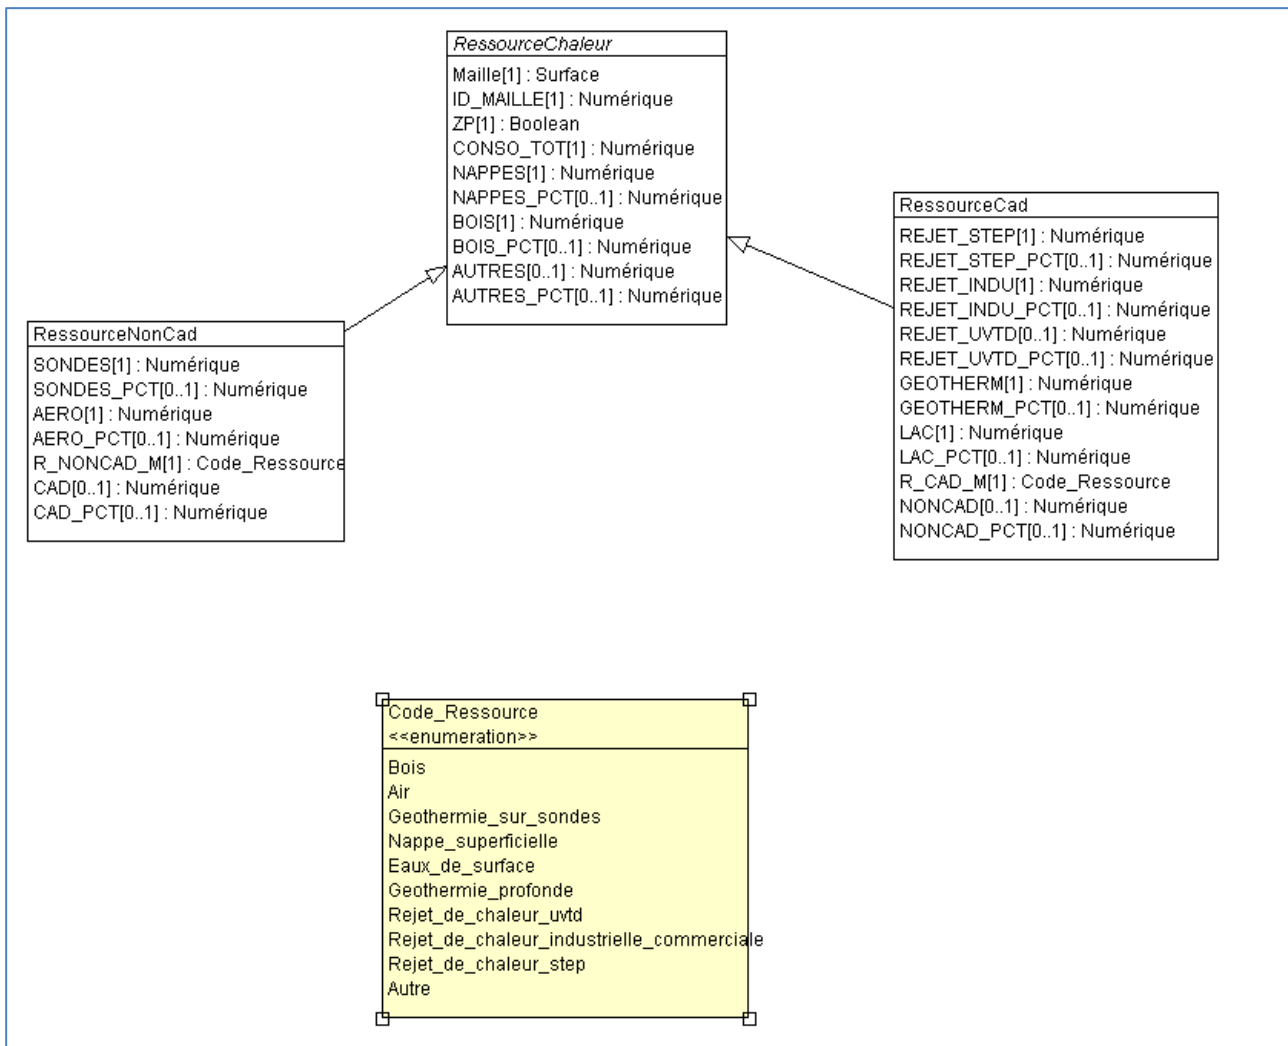 RessourceChaleur
Maille[1] : Surface
ID_MAILLE[1] : Numérique
ZP[1] : Boolean
CONSO_TOT[1] : Numérique
NAPPES[1] : Numérique
NAPPES_PCT[0..1] : Numérique
BOIS[1] : Numérique
BOIS_PCT[0..1] : Numérique
AUTRES[0..1] : Numérique
AUTRES_PCT[0..1] : Numérique
RessourceCad
REJET_STEP[1] : Numérique
REJET_STEP_PCT[0..1] : Numérique
REJET_INDU[1] : Numérique
REJET_INDU_PCT[0..1] : Numérique
REJET_UVTD[0..1] : Numérique
REJET_UVTD_PCT[0..1] : Numérique
GEOTHERM[1] : Numérique
GEOTHERM_PCT[0..1] : Numérique
LAC[1] : Numérique
LAC_PCT[0..1] : Numérique
R_CAD_M[1] : Code_Ressource
NONCAD[0..1] : Numérique
NONCAD_PCT[0..1] : Numérique
RessourceNonCad
SONDES[1] : Numérique
SONDES_PCT[0..1] : Numérique
AERO[1] : Numérique
AERO_PCT[0..1] : Numérique
R_NONCAD_M[1] : Code_Ressource
CAD[0..1] : Numérique
CAD_PCT[0..1] : Numérique
Code_Ressource
<<enumeration>>
Bois
Air
Geothermie_sur_sondes
Nappe_superficielle
Eaux_de_surface
Geothermie_profonde
Rejet_de_chaleur_uvtd
Rejet_de_chaleur_industrielle_commerciale
Rejet_de_chaleur_step
Autre